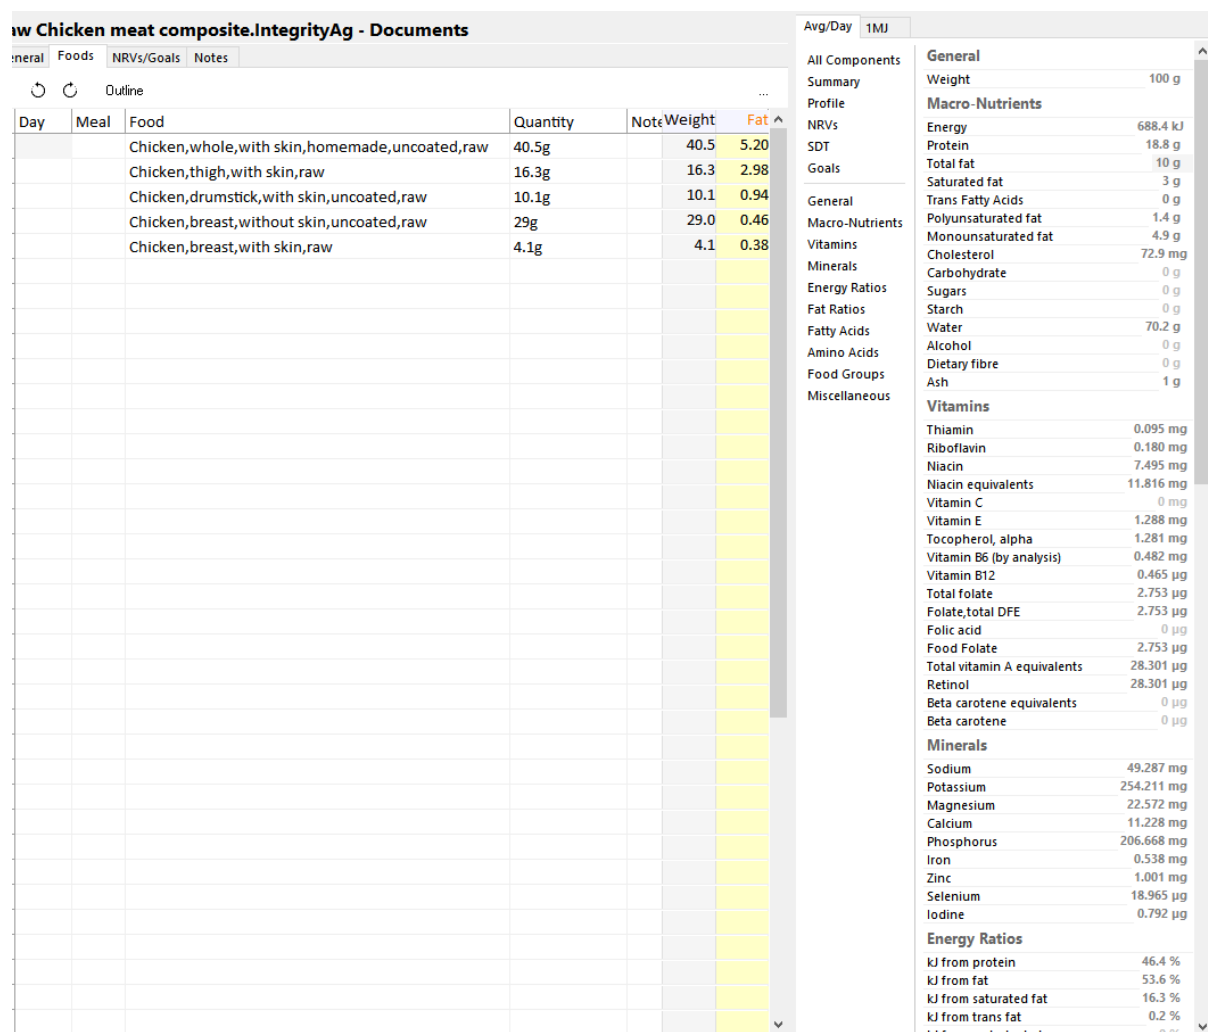 aw Chicken meat composite.IntegrityAg - Documents
eneral Foods NRVs/Goals Notes
Outline ...
Day Meal Food Quantity Note Weight Fat
Chicken,whole,with skin,homemade,uncoated,raw 40.5g 40.5 5.20
Chicken,thigh,with skin,raw 16.3g 16.3 2.98
Chicken,drumstick,with skin,uncoated,raw 10.1g 10.1 0.94
Chicken,breast,without skin,uncoated,raw 29g 29.0 0.46
Chicken,breast,with skin,raw 4.1g 4.1 0.38
Avg/Day 1MJ
All Components
Summary
Profile
NRVs
SDT
Goals
General
Macro-Nutrients
Vitamins
Minerals
Energy Ratios
Fat Ratios
Fatty Acids
Amino Acids
Food Groups
Miscellaneous
General
Weight 100 g
Macro-Nutrients
Energy 688.4 kJ
Protein 18.8 g
Total fat 10 g
Saturated fat 3 g
Trans Fatty Acids 0 g
Polyunsaturated fat 1.4 g
Monounsaturated fat 4.9 g
Cholesterol 72.9 mg
Carbohydrate 0 g
Sugars 0 g
Starch 0 g
Water 70.2 g
Alcohol 0 g
Dietary fibre 0 g
Ash 1 g
Vitamins
Thiamin 0.095 mg
Riboflavin 0.180 mg
Niacin 7.495 mg
Niacin equivalents 11.816 mg
Vitamin C 0 mg
Vitamin E 1.288 mg
Tocopherol, alpha 1.281 mg
Vitamin B6 (by analysis) 0.482 mg
Vitamin B12 0.465 µg
Total folate 2.753 µg
Folate,total DFE 2.753 µg
Folic acid 0 µg
Food Folate 2.753 µg
Total vitamin A equivalents 28.301 µg
Retinol 28.301 µg
Beta carotene equivalents 0 µg
Beta carotene 0 µg
Minerals
Sodium 49.287 mg
Potassium 254.211 mg
Magnesium 22.572 mg
Calcium 11.228 mg
Phosphorus 206.668 mg
Iron 0.538 mg
Zinc 1.001 mg
Selenium 18.965 µg
Iodine 0.792 µg
Energy Ratios
kJ from protein 46.4 %
kJ from fat 53.6 %
kJ from saturated fat 16.3 %
kJ from trans fat 0.2 %